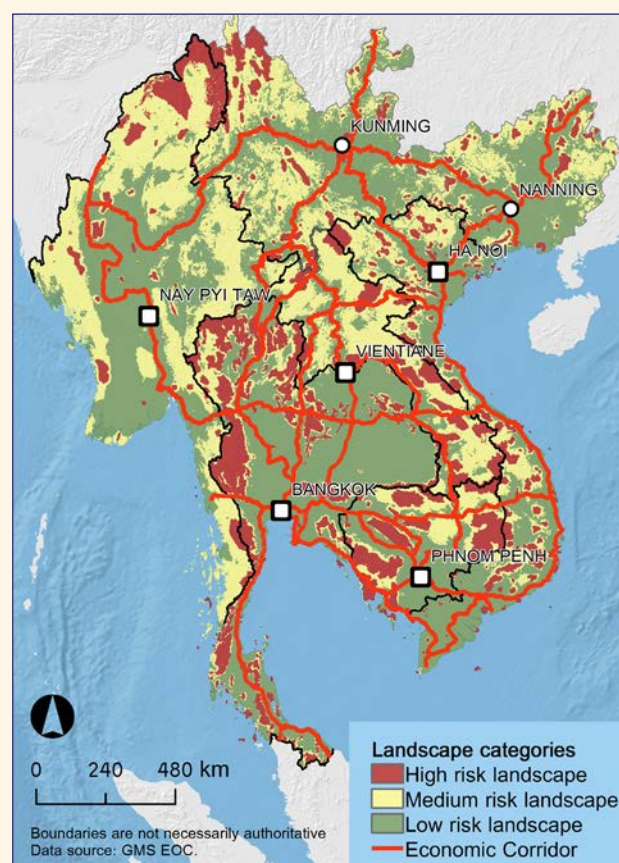 KUNMING
NANNING
HA NOI
NAY PYI TAW
VIENTIANE
BANGKOK
PHNOM PENH
0 240 480 km
Boundaries are not necessarily authoritative
Data source: GMS EOC.
Landscape categories
High risk landscape
Medium risk landscape
Low risk landscape
Economic Corridor